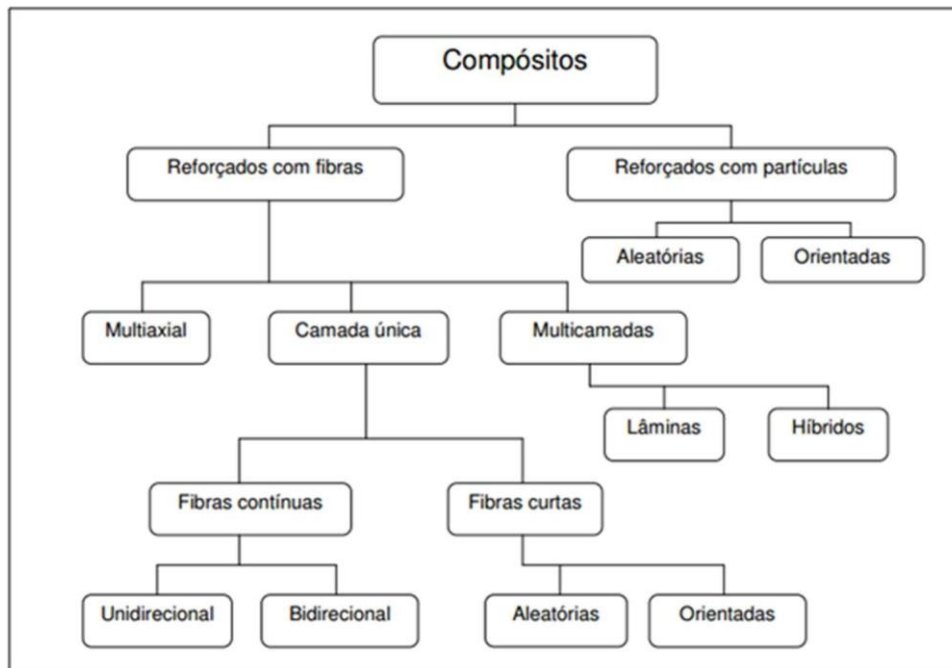 Compósitos
Reforçados com fibras
Reforçados com partículas
Aleatórias
Orientadas
Multiaxial
Camada única
Multicamadas
Lâminas
Híbridos
Fibras contínuas
Fibras curtas
Unidirecional
Bidirecional
Aleatórias
Orientadas